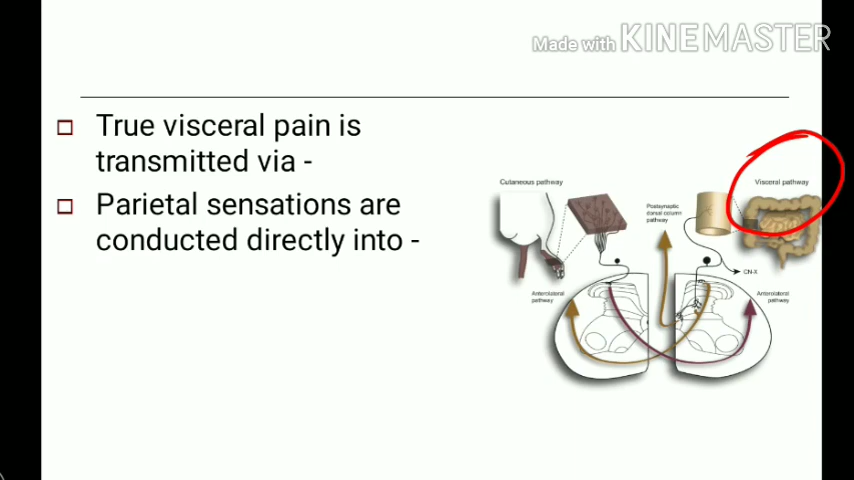 Made with KINEMASTER
True visceral pain is
transmitted via -
Parietal sensations are
conducted directly into -
Cutaneous pathway
Visceral pathway
Postsynaptic
dorsal column
pathway
CN-X
Anterolateral
pathway
Anterolateral
pathway